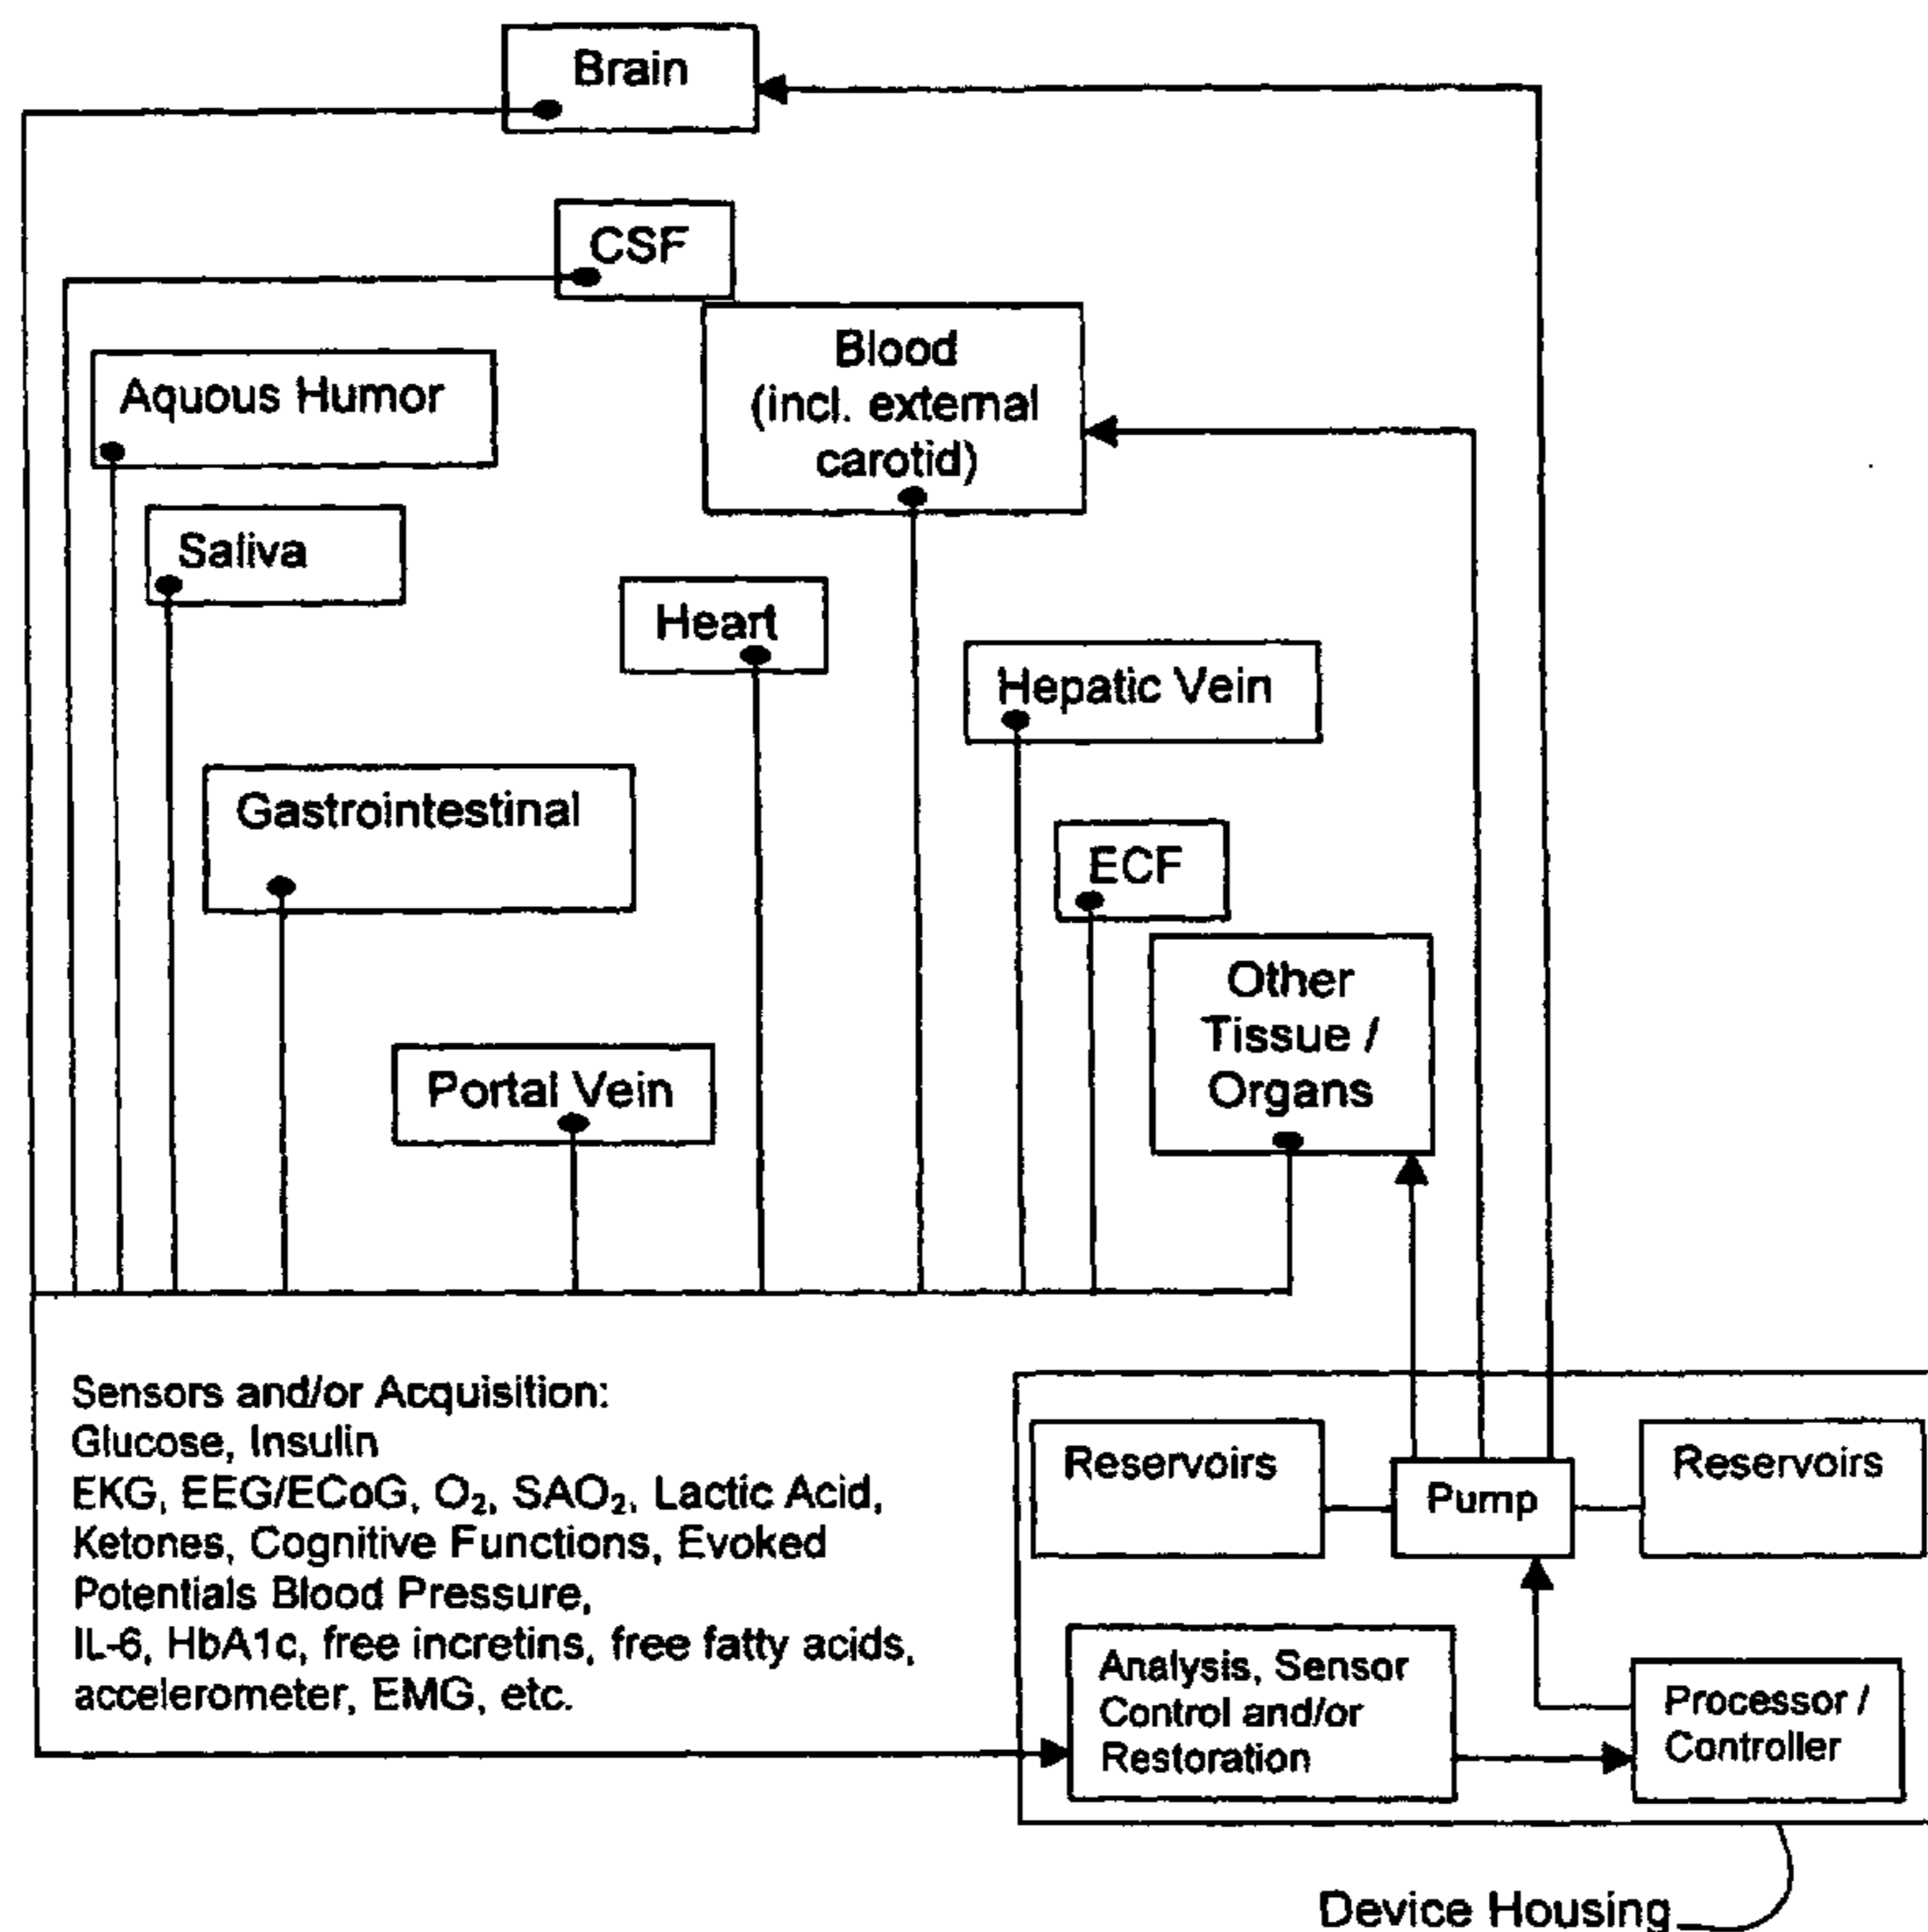 Brain
CSF
Blood
(incl. external
carotid)
Aquous Humor
Saliva
Heart
Hepatic Vein
Gastrointestinal
ECF
Other
Tissue /
Organs
Portal Vein
Sensors and/or Acquisition:
Glucose, Insulin
EKG, EEG/ECoG, O₂, SAO₂, Lactic Acid,
Ketones, Cognitive Functions, Evoked
Potentials Blood Pressure,
IL-6, HbA1c, free incretins, free fatty acids,
accelerometer, EMG, etc.
Reservoirs
Pump
Reservoirs
Analysis, Sensor
Control and/or
Restoration
Processor /
Controller
Device Housing